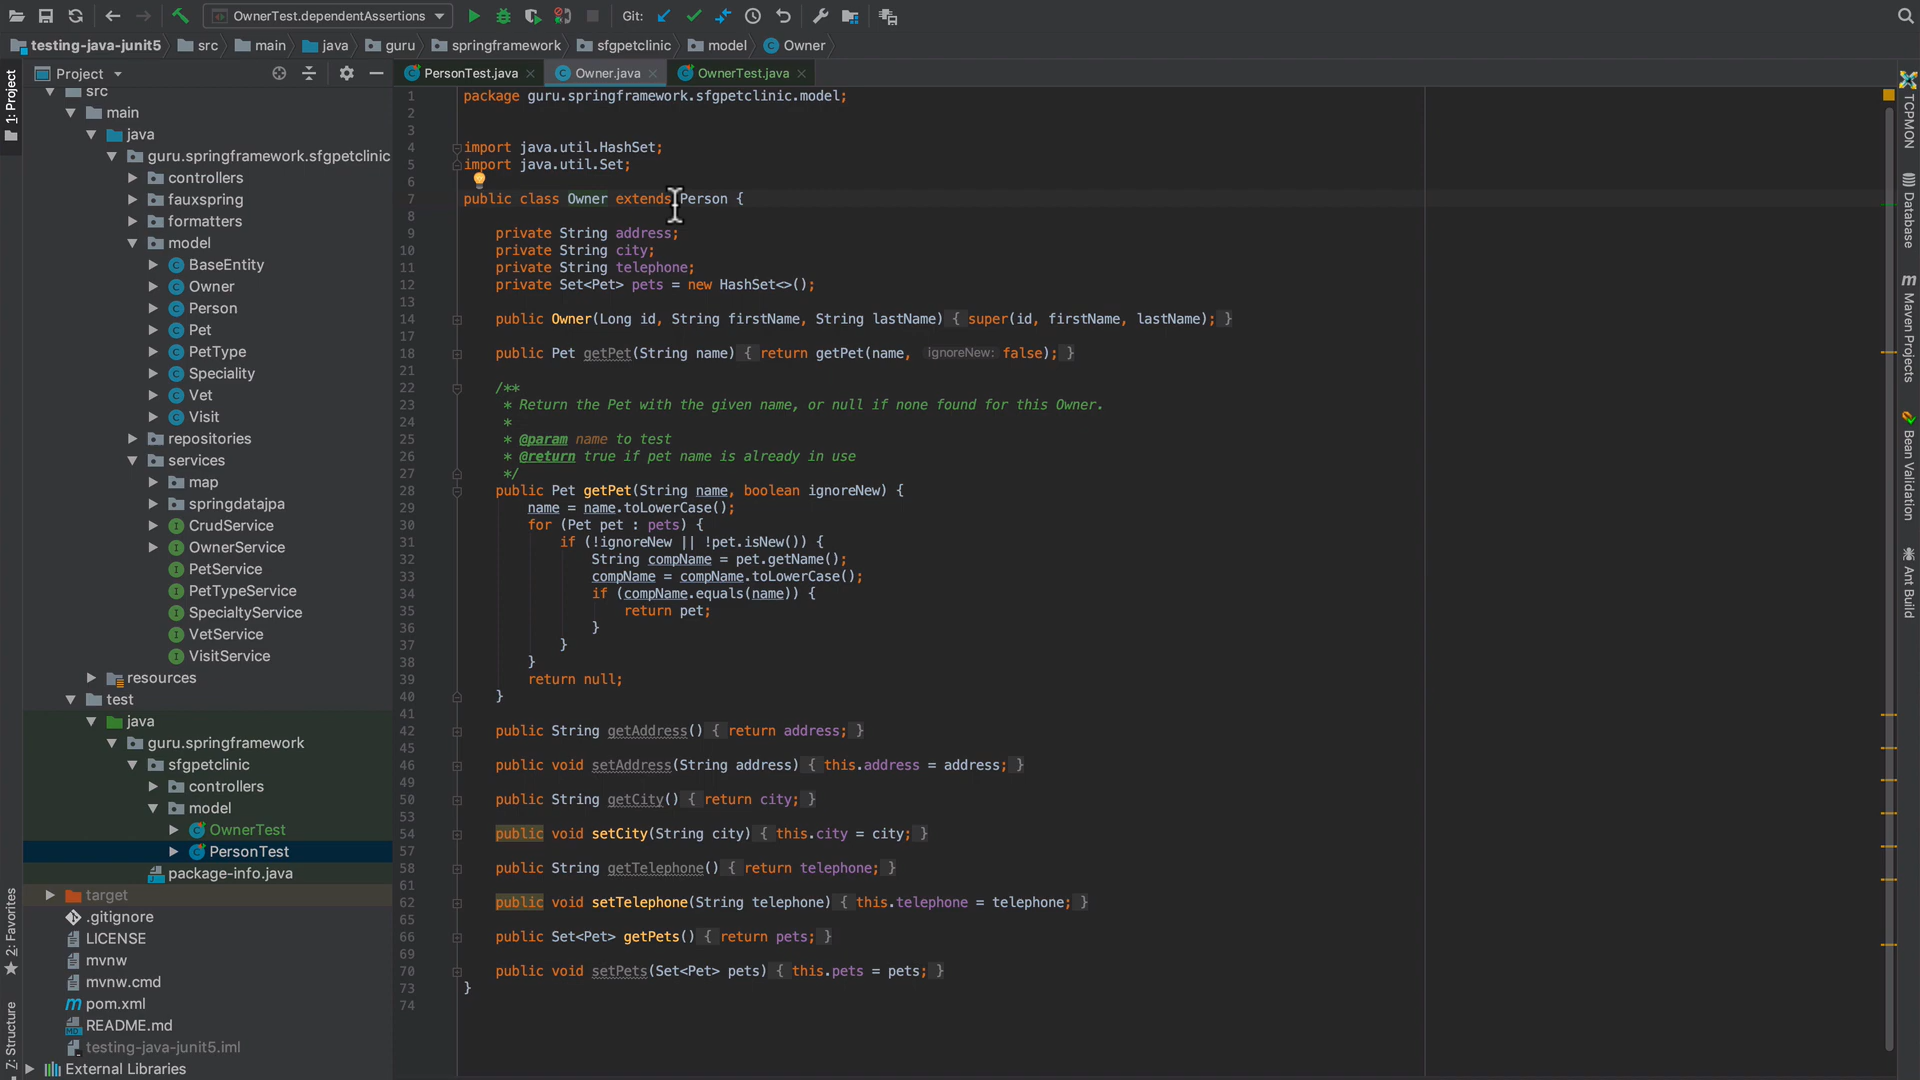 OwnerTest.dependentAssertions
Git:
testing-java-junit5 src main java guru springframework sfgpetclinic model Owner
1: Project
Project
PersonTest.java Owner.java OwnerTest.java
src
main
java
guru.springframework.sfgpetclinic
controllers
fauxspring
formatters
model
BaseEntity
Owner
Person
Pet
PetType
Speciality
Vet
Visit
repositories
services
map
springdatajpa
CrudService
OwnerService
PetService
PetTypeService
SpecialtyService
VetService
VisitService
resources
test
java
guru.springframework
sfgpetclinic
controllers
model
OwnerTest
PersonTest
package-info.java
target
.gitignore
LICENSE
mvnw
mvnw.cmd
pom.xml
README.md
testing-java-junit5.iml
External Libraries
2: Favorites
Z: Structure
1 package guru.springframework.sfgpetclinic.model;
2
3
4 import java.util.HashSet;
5 import java.util.Set;
6
7 public class Owner extends Person {
8
9 private String address;
10 private String city;
11 private String telephone;
12 private Set<Pet> pets = new HashSet<>();
13
14 public Owner(Long id, String firstName, String lastName) { super(id, firstName, lastName); }
17
18 public Pet getPet(String name) { return getPet(name, ignoreNew: false); }
21
22 /**
23 * Return the Pet with the given name, or null if none found for this Owner.
24 *
25 * @param name to test
26 * @return true if pet name is already in use
27 */
28 public Pet getPet(String name, boolean ignoreNew) {
29 name = name.toLowerCase();
30 for (Pet pet : pets) {
31 if (!ignoreNew || !pet.isNew()) {
32 String compName = pet.getName();
33 compName = compName.toLowerCase();
34 if (compName.equals(name)) {
35 return pet;
36 }
37 }
38 }
39 return null;
40 }
41
42 public String getAddress() { return address; }
45
46 public void setAddress(String address) { this.address = address; }
49
50 public String getCity() { return city; }
53
54 public void setCity(String city) { this.city = city; }
57
58 public String getTelephone() { return telephone; }
61
62 public void setTelephone(String telephone) { this.telephone = telephone; }
65
66 public Set<Pet> getPets() { return pets; }
69
70 public void setPets(Set<Pet> pets) { this.pets = pets; }
73 }
74
TCPMON
Database
Maven Projects
Bean Validation
Ant Build